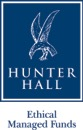 HUNTER
HALL
Ethical
Managed Funds